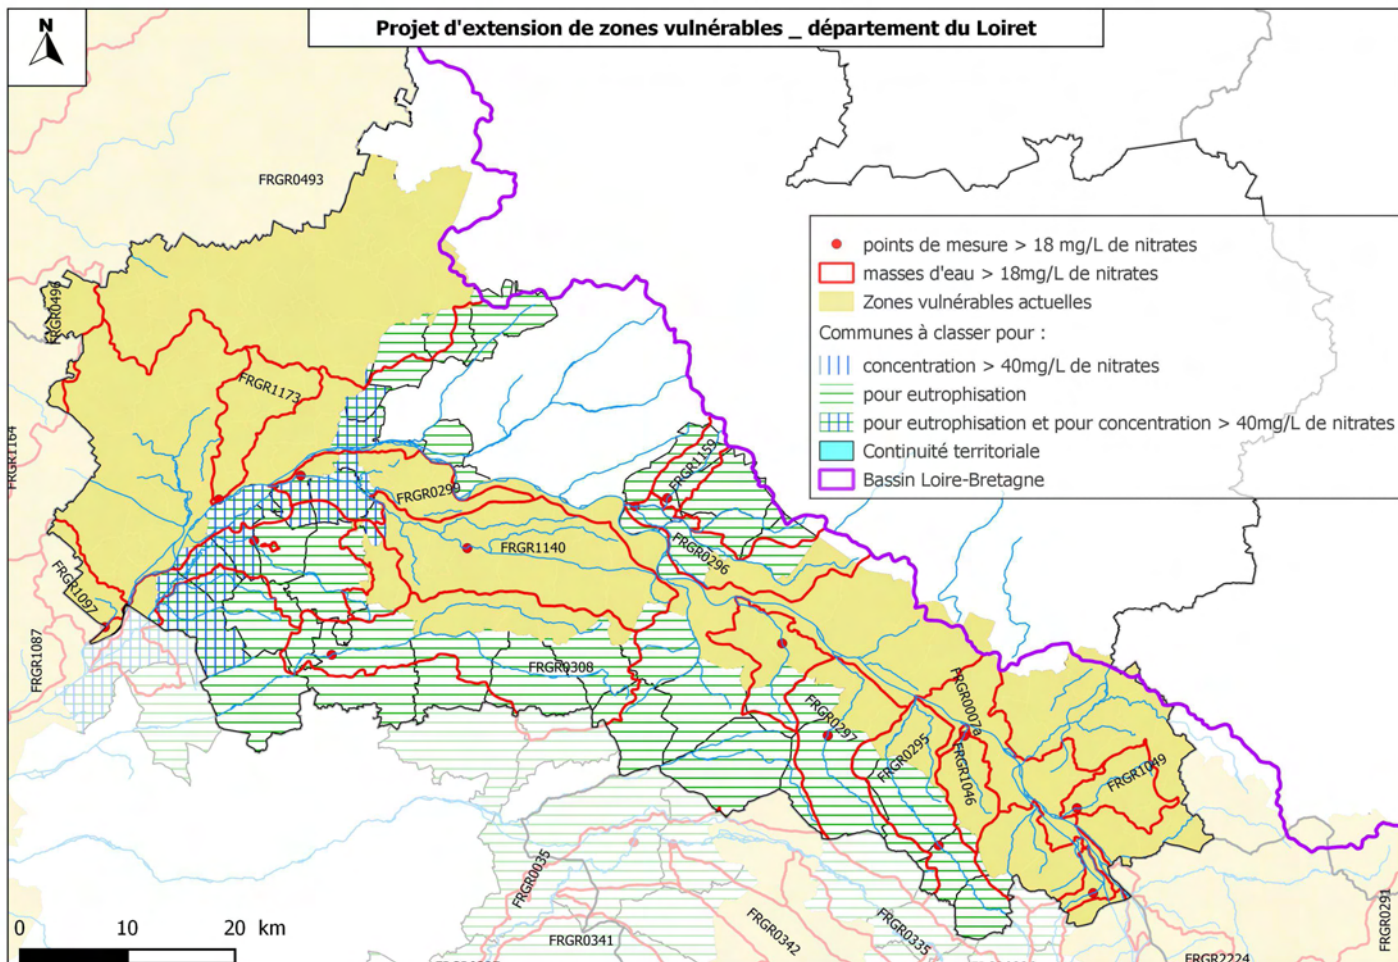 Projet d'extension de zones vulnérables _ département du Loiret
N
FRGR0493
points de mesure > 18 mg/L de nitrates
masses d'eau > 18mg/L de nitrates
Zones vulnérables actuelles
Communes à classer pour :
concentration > 40mg/L de nitrates
pour eutrophisation
pour eutrophisation et pour concentration > 40mg/L de nitrates
Continuité territoriale
Bassin Loire-Bretagne
FRGR0496
FRGR1173
FRGR1164
FRGR1159
FRGR0299
FRGR1140
FRGR0296
FRGR1097
FRGR1087
FRGR0308
FRGR0007a
FRGR0297
FRGR0295
FRGR1046
FRGR1049
FRGR0035
FRGR0341
FRGR0342
FRGR0335
FRGR0291
FRGR2224
0 10 20 km